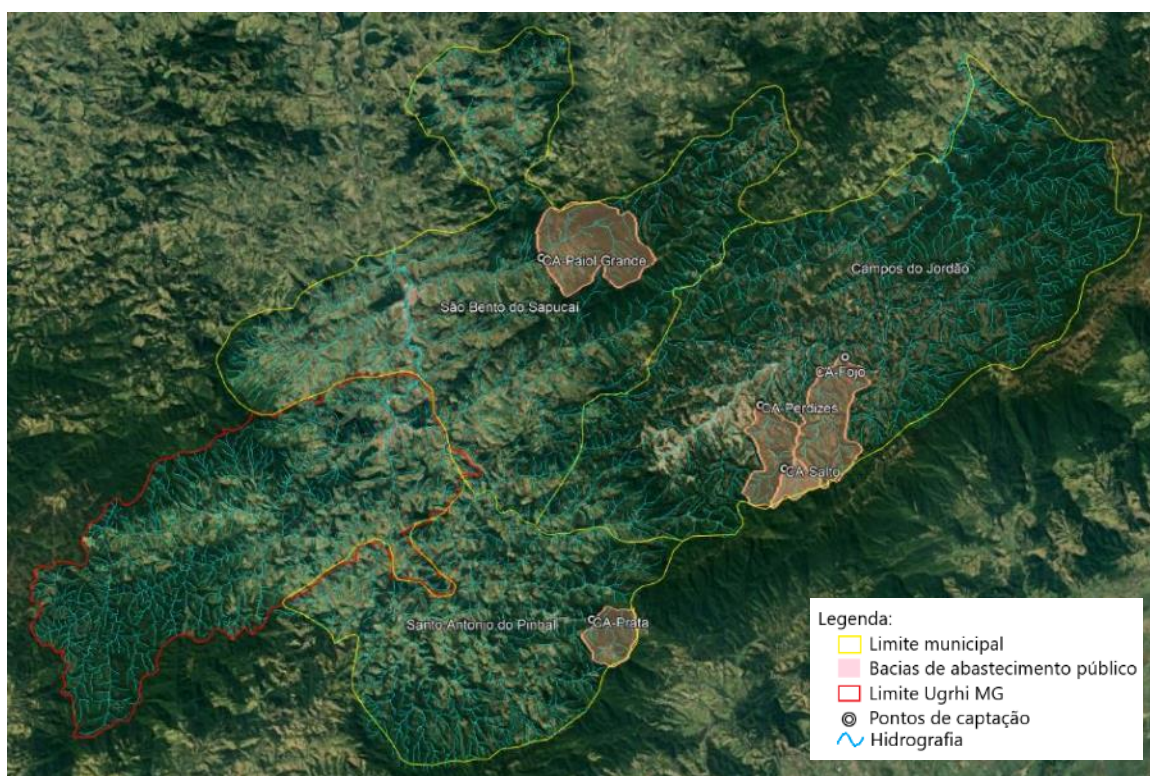 CA-Paiol Grande
Campos do Jordão
São Bento do Sapucaí
CA-Fojo
CA-Perdizes
CA-Salto
Santo Antonio do Pinhal
CA-Prata
Legenda:
Limite municipal
Bacias de abastecimento público
Limite Ugrhi MG
Pontos de captação
Hidrografia